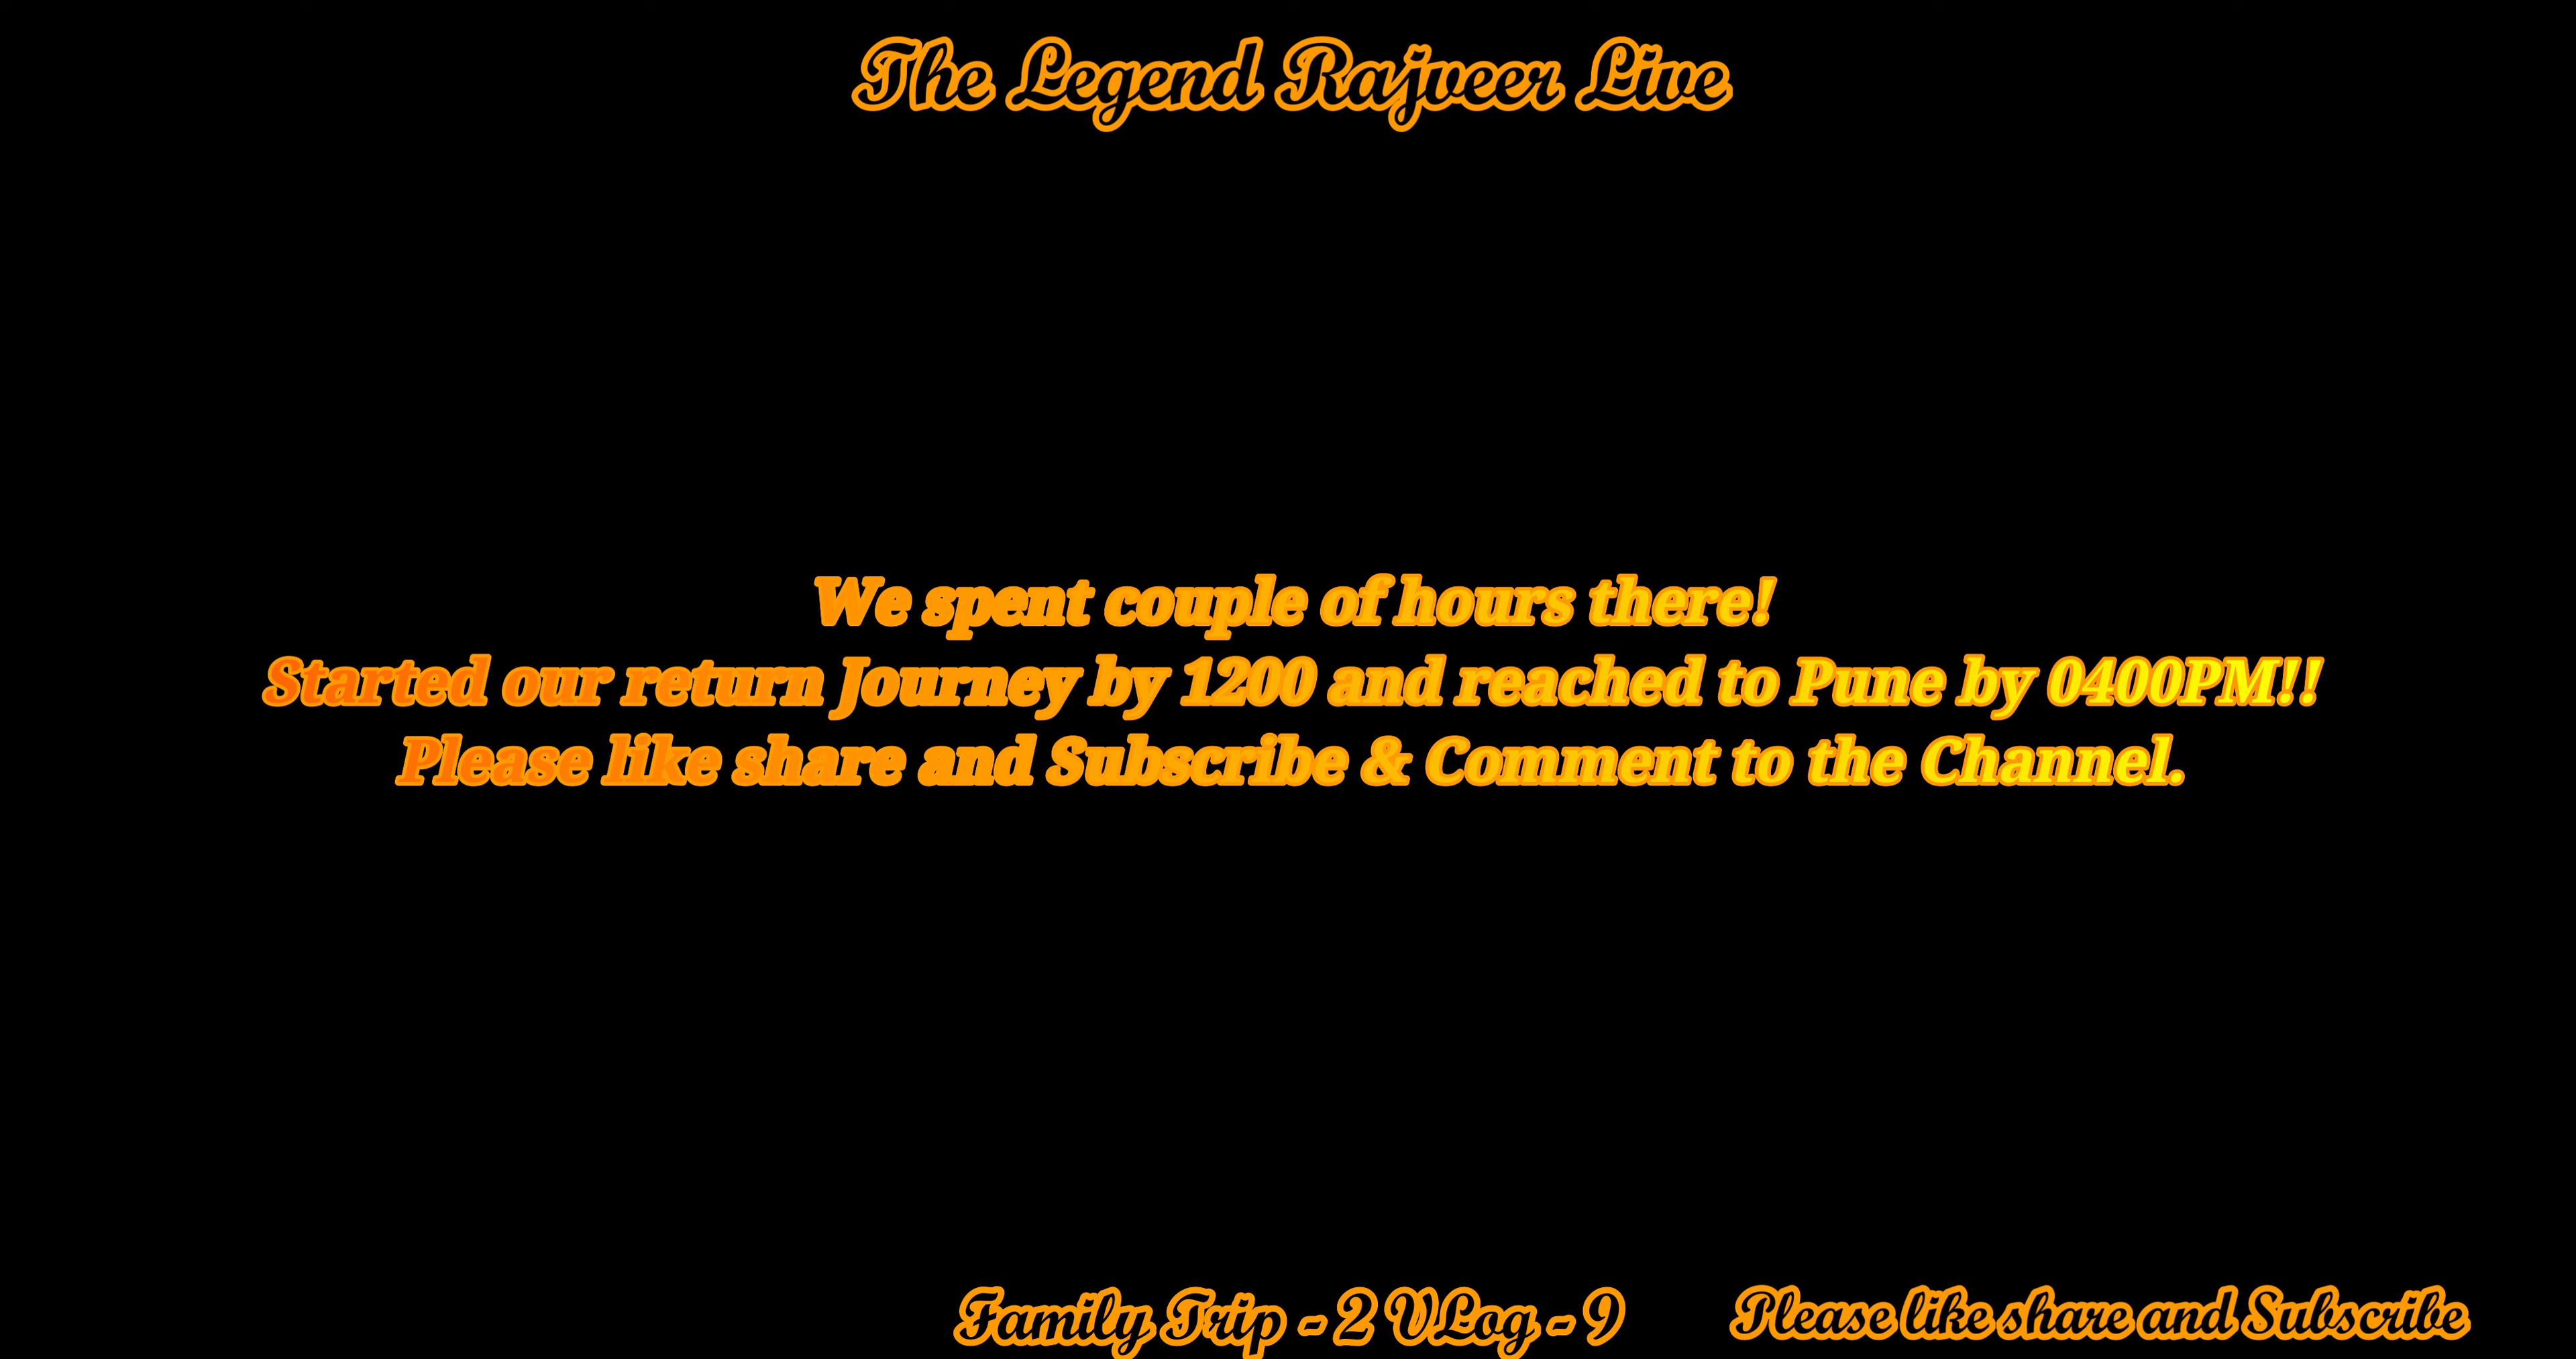 The Legend Rajveer Live
We spent couple of hours there!
Started our return Journey by 1200 and reached to Pune by 0400PM!!
Please like share and Subscribe & Comment to the Channel.
Family Trip - 2 VLog - 9
Please like share and Subscribe